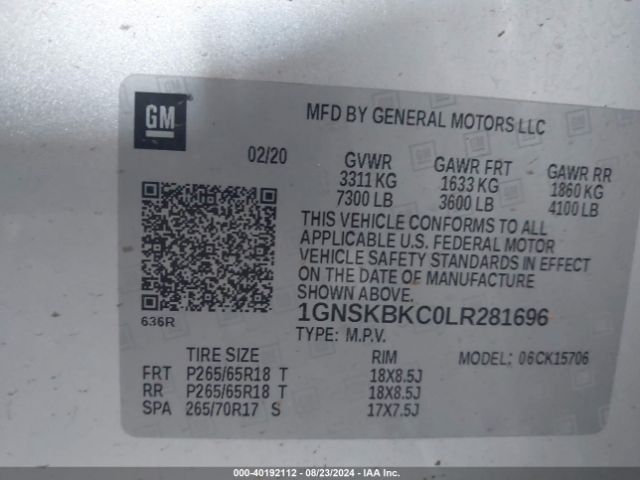 GM
MFD BY GENERAL MOTORS LLC
02/20
GVWR GAWR FRT GAWR RR
3311 KG 1633 KG 1860 KG
7300 LB 3600 LB 4100 LB
THIS VEHICLE CONFORMS TO ALL
APPLICABLE U.S. FEDERAL MOTOR
VEHICLE SAFETY STANDARDS IN EFFECT
ON THE DATE OF MANUFACTURE
SHOWN ABOVE.
636R
1GNSKBKC0LR281696
TYPE: M.P.V.
TIRE SIZE RIM MODEL: 06CK15706
FRT P265/65R18 T 18X8.5J
RR P265/65R18 T 18X8.5J
SPA 265/70R17 S 17X7.5J
000-40192112 - 08/23/2024 - IAA Inc.